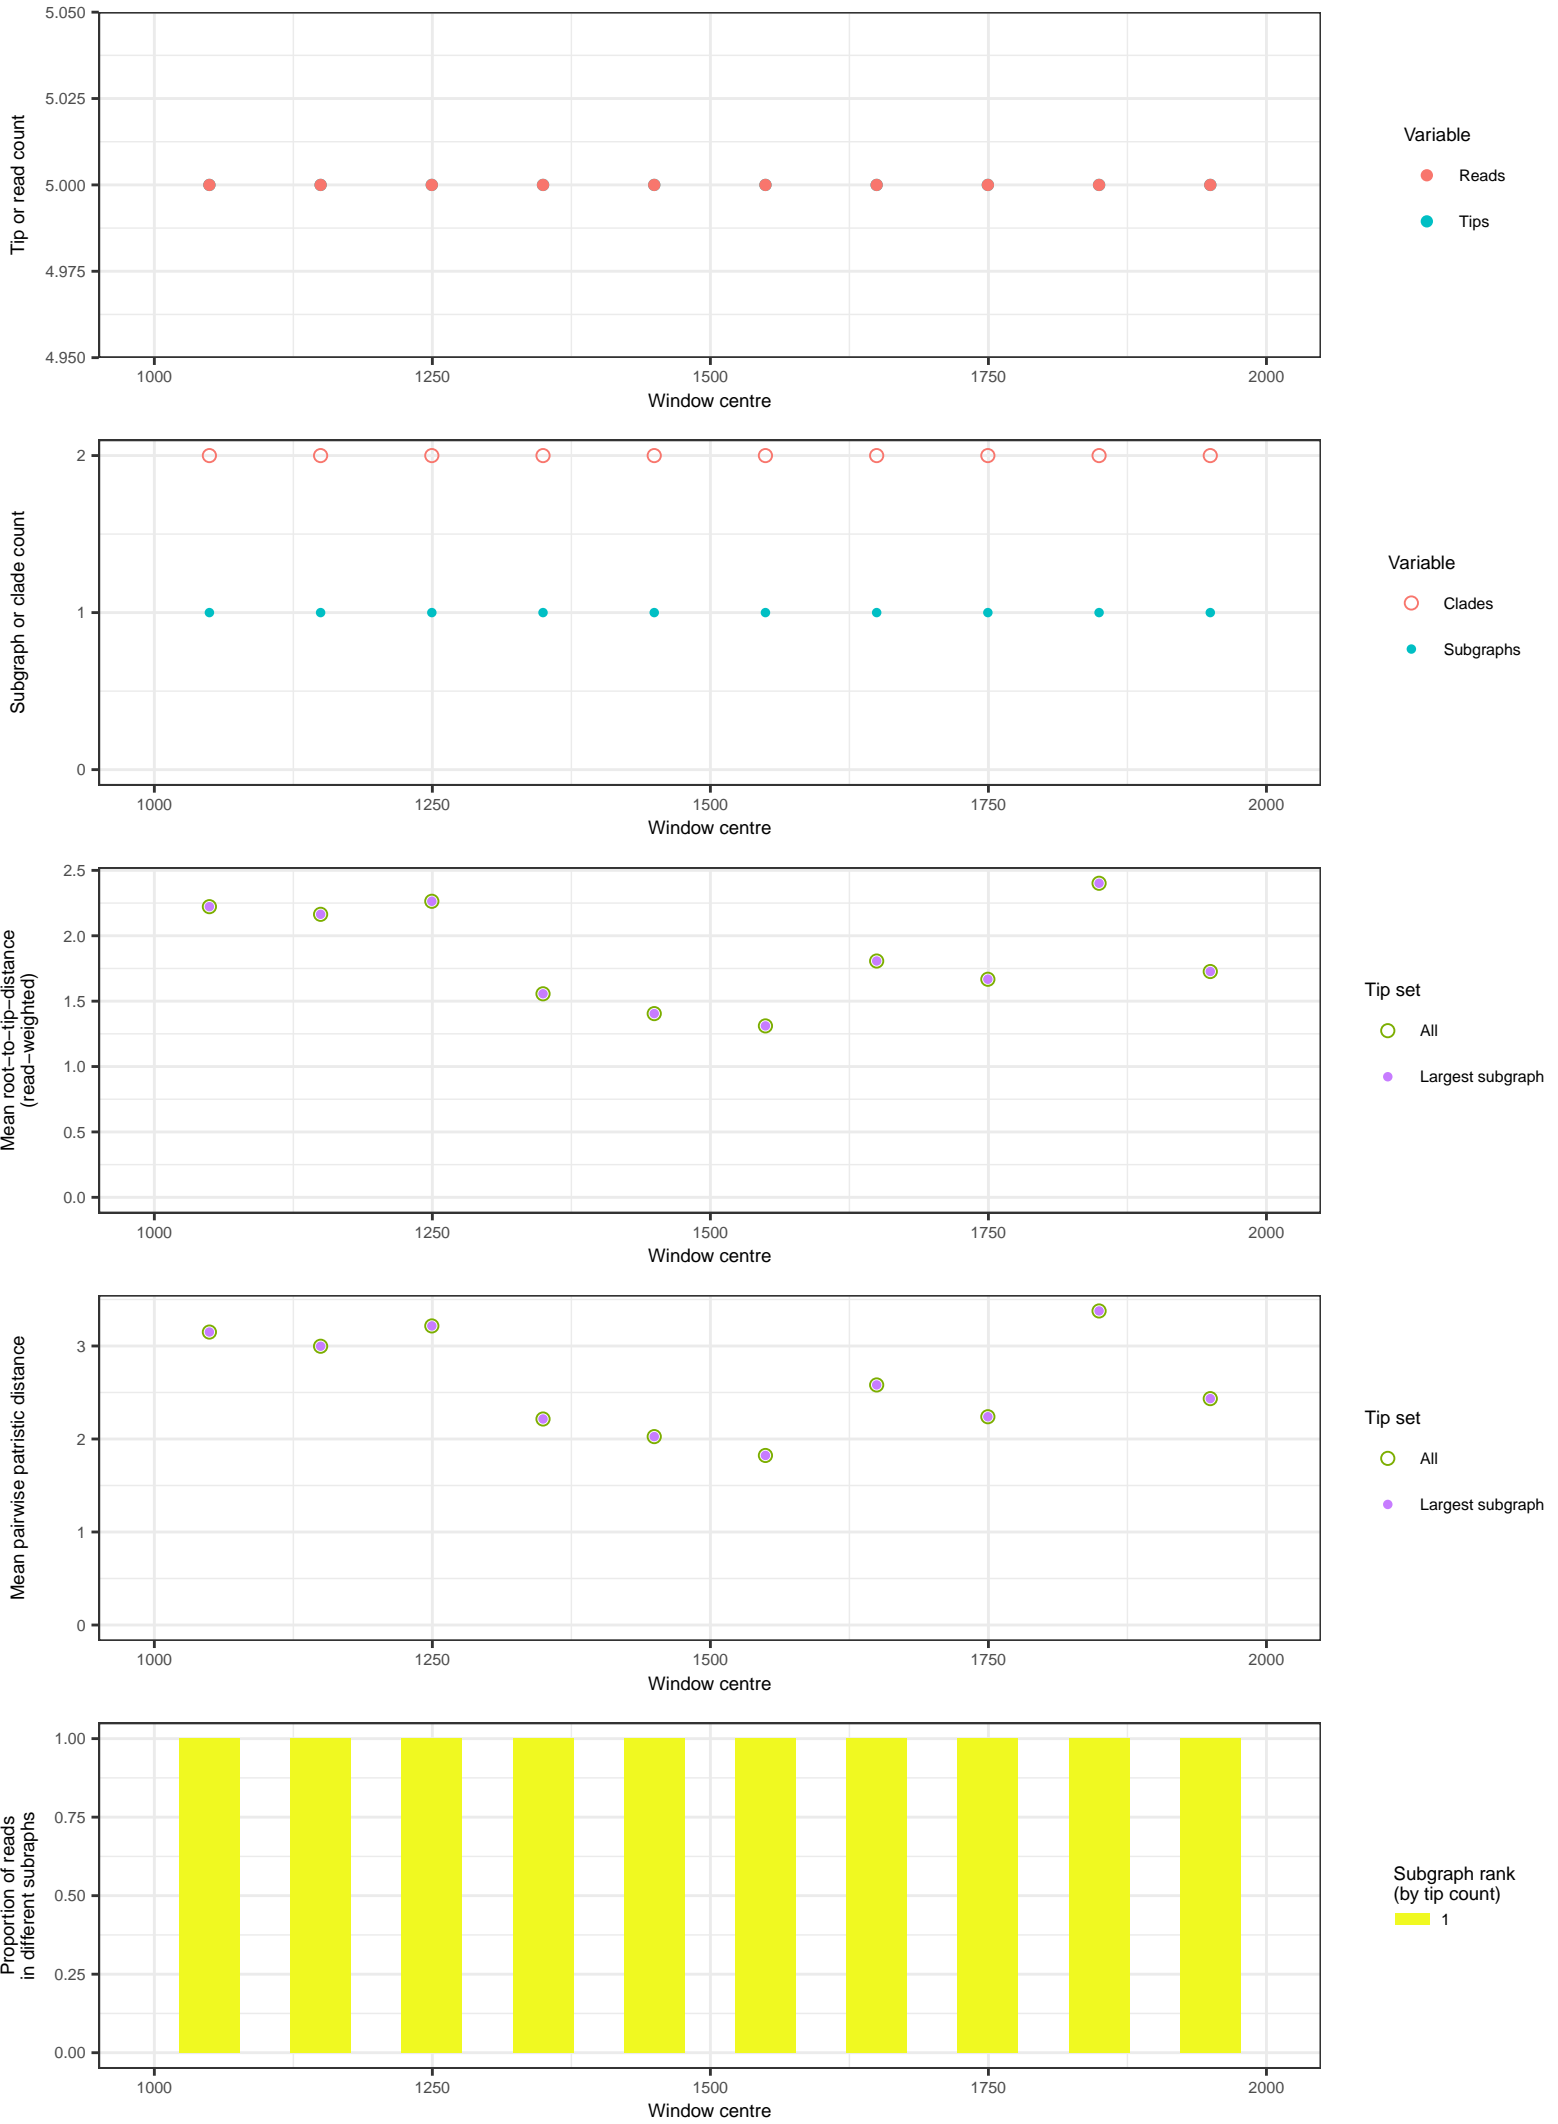 5.050
5.025
5.000
4.975
4.950
Tip or read count
1000 1250 1500 1750 2000
Window centre
Variable
Reads
Tips
2
1
0
Subgraph or clade count
1000 1250 1500 1750 2000
Window centre
Variable
Clades
Subgraphs
2.5
2.0
1.5
1.0
0.5
0.0
Mean root−to−tip−distance
(read−weighted)
1000 1250 1500 1750 2000
Window centre
Tip set
All
Largest subgraph
3
2
1
0
Mean pairwise patristic distance
1000 1250 1500 1750 2000
Window centre
Tip set
All
Largest subgraph
1.00
0.75
0.50
0.25
0.00
Proportion of reads
in different subraphs
1000 1250 1500 1750 2000
Window centre
Subgraph rank
(by tip count)
1